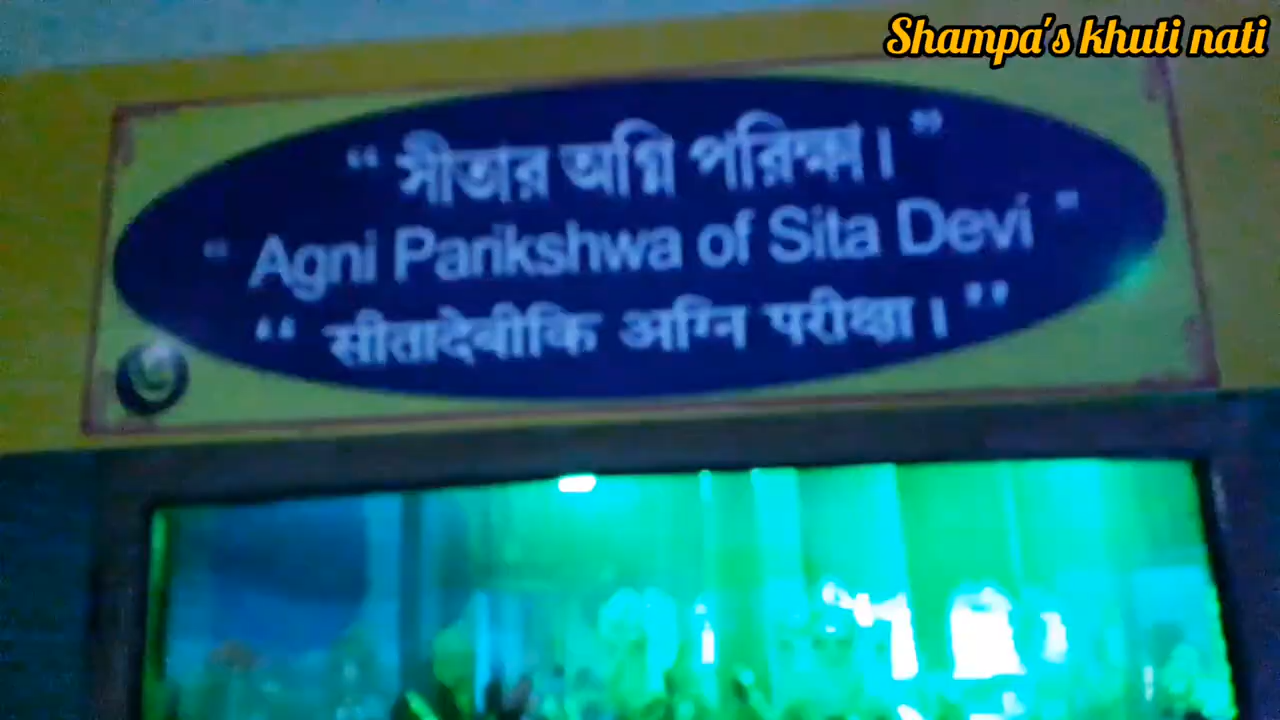 Shampa's khuti nati
“ সীতার অগ্নি পরিক্ষা। ”
“ Agni Parikshwa of Sita Devi ”
“ सीतादेवीकि अग्नि परीक्षा। ”